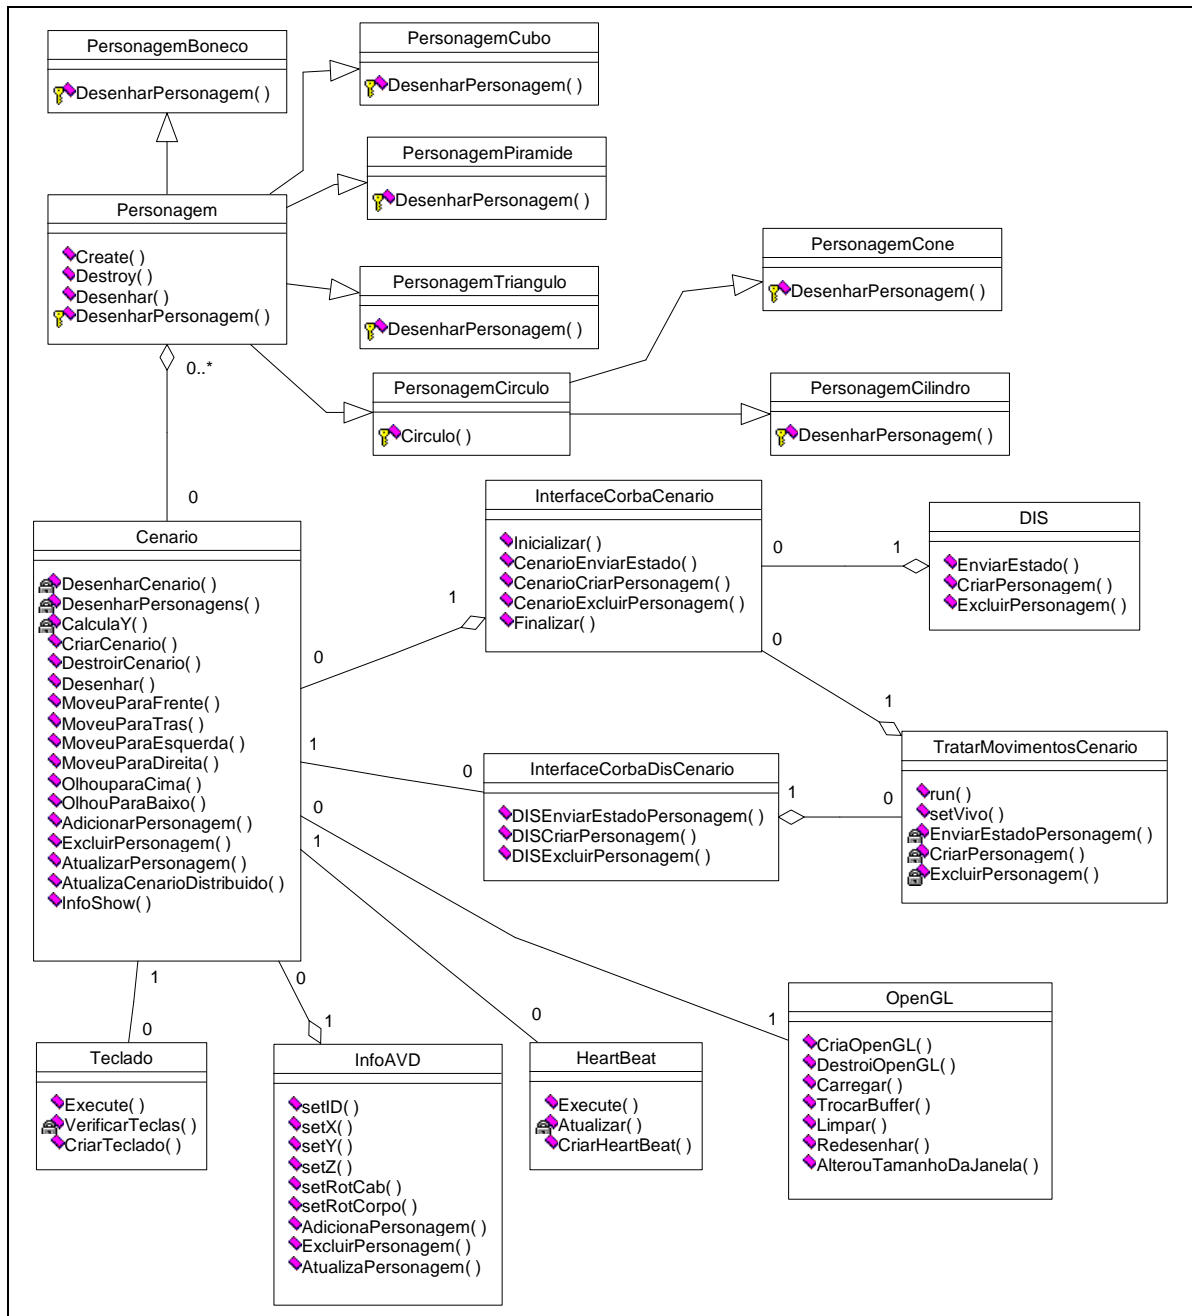 PersonagemBoneco
DesenharPersonagem( )
PersonagemCubo
DesenharPersonagem( )
PersonagemPiramide
DesenharPersonagem( )
Personagem
Create( )
Destroy( )
Desenhar( )
DesenharPersonagem( )
PersonagemTriangulo
DesenharPersonagem( )
PersonagemCone
DesenharPersonagem( )
0..*
PersonagemCirculo
Circulo( )
PersonagemCilindro
DesenharPersonagem( )
0
Cenario
DesenharCenario( )
DesenharPersonagens( )
CalculaY( )
CriarCenario( )
DestroirCenario( )
Desenhar( )
MoveuParaFrente( )
MoveuParaTras( )
MoveuParaEsquerda( )
MoveuParaDireita( )
OlhouparaCima( )
OlhouParaBaixo( )
AdicionarPersonagem( )
ExcluirPersonagem( )
AtualizarPersonagem( )
AtualizaCenarioDistribuido( )
InfoShow( )
InterfaceCorbaCenario
Inicializar( )
CenarioEnviarEstado( )
CenarioCriarPersonagem( )
CenarioExcluirPersonagem( )
Finalizar( )
DIS
EnviarEstado( )
CriarPersonagem( )
ExcluirPersonagem( )
0
1
1
0
0
1
InterfaceCorbaDisCenario
DISEnviarEstadoPersonagem( )
DISCriarPersonagem( )
DISExcluirPersonagem( )
TratarMovimentosCenario
run( )
setVivo( )
EnviarEstadoPersonagem( )
CriarPersonagem( )
ExcluirPersonagem( )
1
0
1
0
0
1
1
0
0
1
0
1
Teclado
Execute( )
VerificarTeclas( )
CriarTeclado( )
InfoAVD
setID( )
setX( )
setY( )
setZ( )
setRotCab( )
setRotCorpo( )
AdicionaPersonagem( )
ExcluirPersonagem( )
AtualizaPersonagem( )
HeartBeat
Execute( )
Atualizar( )
CriarHeartBeat( )
OpenGL
CriaOpenGL( )
DestroiOpenGL( )
Carregar( )
TrocarBuffer( )
Limpar( )
Redesenhar( )
AlterouTamanhoDaJanela( )